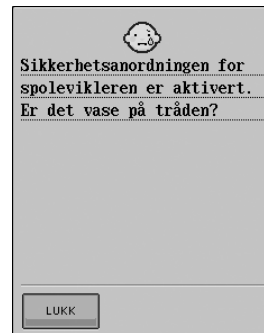 Sikkerhetsanordningen for
spolevikleren er aktivert.
Er det vase på tråden?
LUKK